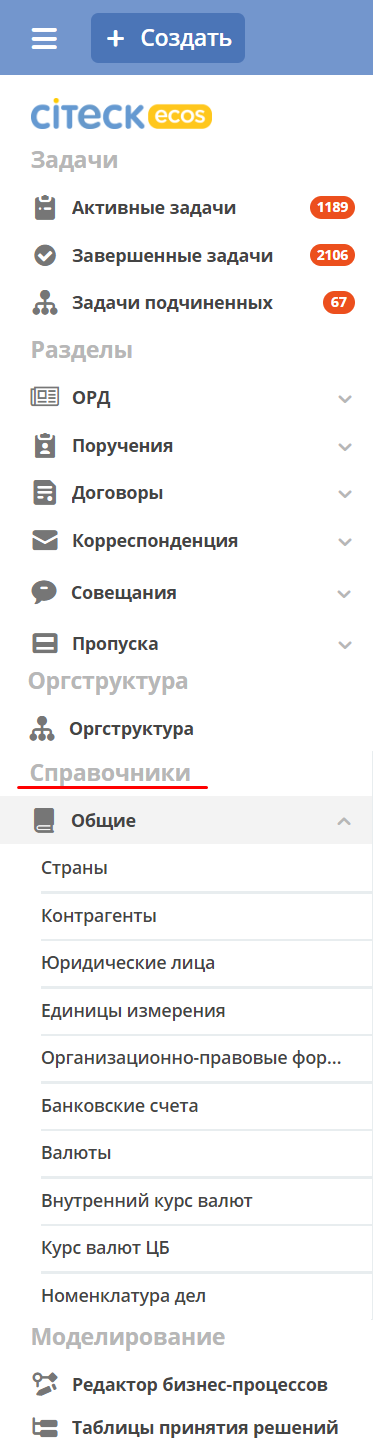 + Создать
citeck ecos
Задачи
Активные задачи 1189
Завершенные задачи 2106
Задачи подчиненных 67
Разделы
ОРД
Поручения
Договоры
Корреспонденция
Совещания
Пропуска
Оргструктура
Оргструктура
Справочники
Общие
Страны
Контрагенты
Юридические лица
Единицы измерения
Организационно-правовые фор...
Банковские счета
Валюты
Внутренний курс валют
Курс валют ЦБ
Номенклатура дел
Моделирование
Редактор бизнес-процессов
Таблицы принятия решений